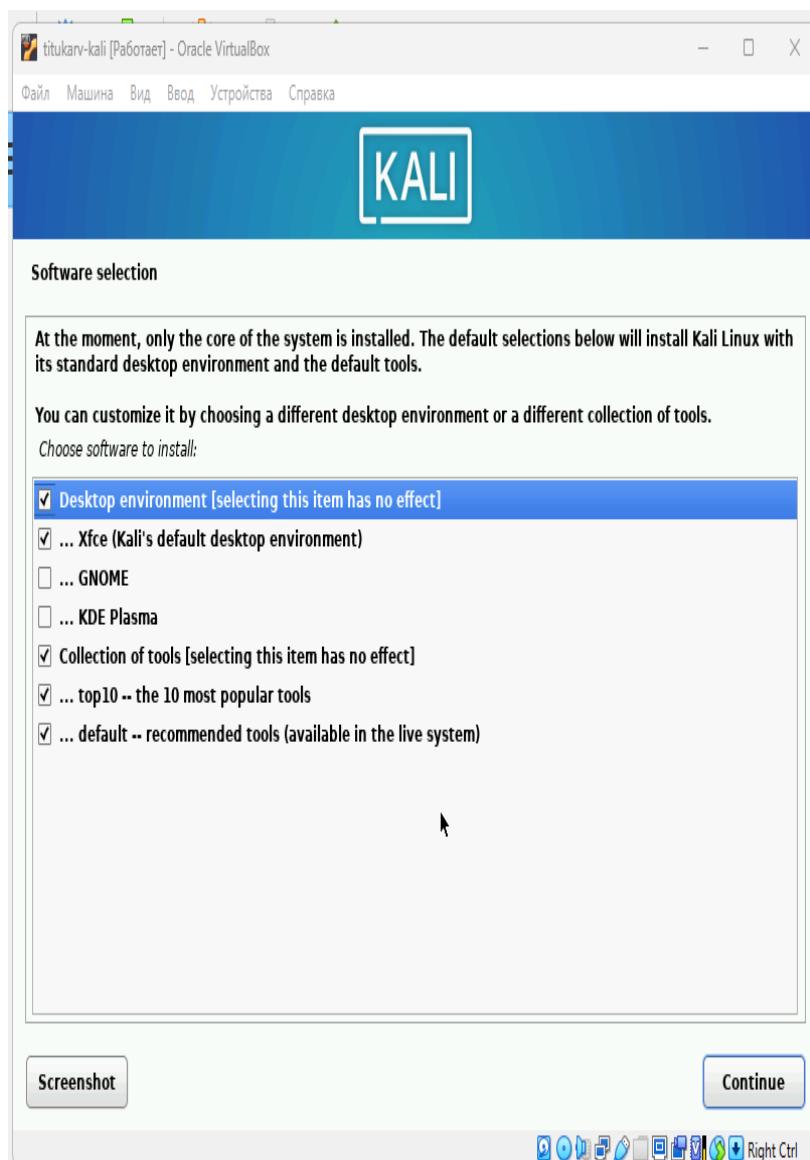 titukarv-kali [Работает] - Oracle VirtualBox
Файл Машина Вид Ввод Устройства Справка
KALI
Software selection
At the moment, only the core of the system is installed. The default selections below will install Kali Linux with
its standard desktop environment and the default tools.
You can customize it by choosing a different desktop environment or a different collection of tools.
Choose software to install:
Desktop environment [selecting this item has no effect]
... Xfce (Kali's default desktop environment)
... GNOME
... KDE Plasma
Collection of tools [selecting this item has no effect]
... top10 -- the 10 most popular tools
... default -- recommended tools (available in the live system)
Screenshot
Continue
Right Ctrl